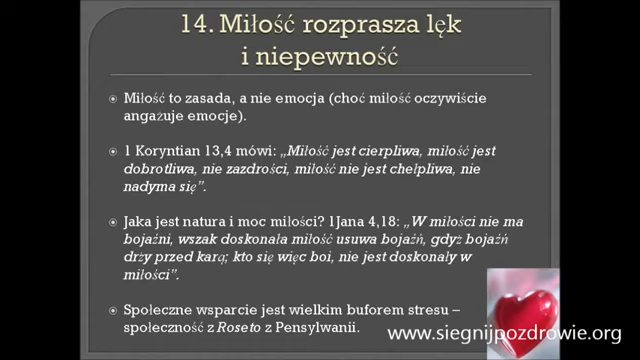 14. Miłość rozprasza lęk
i niepewność
Miłość to zasada, a nie emocja (choć miłość oczywiście
angażuje emocje).
1 Koryntian 13,4 mówi: „Miłość jest cierpliwa, miłość jest
dobrotliwa, nie zazdrości, miłość nie jest chełpliwa, nie
nadyma się”.
Jaka jest natura i moc miłości? 1Jana 4,18: „W miłości nie ma
bojaźni, wszak doskonała miłość usuwa bojaźń, gdyż bojaźń
drży przed karą; kto się więc boi, nie jest doskonały w
miłości”.
Społeczne wsparcie jest wielkim buforem stresu –
społeczność z Roseto z Pensylwanii.
www.siegnijpozdrowie.org